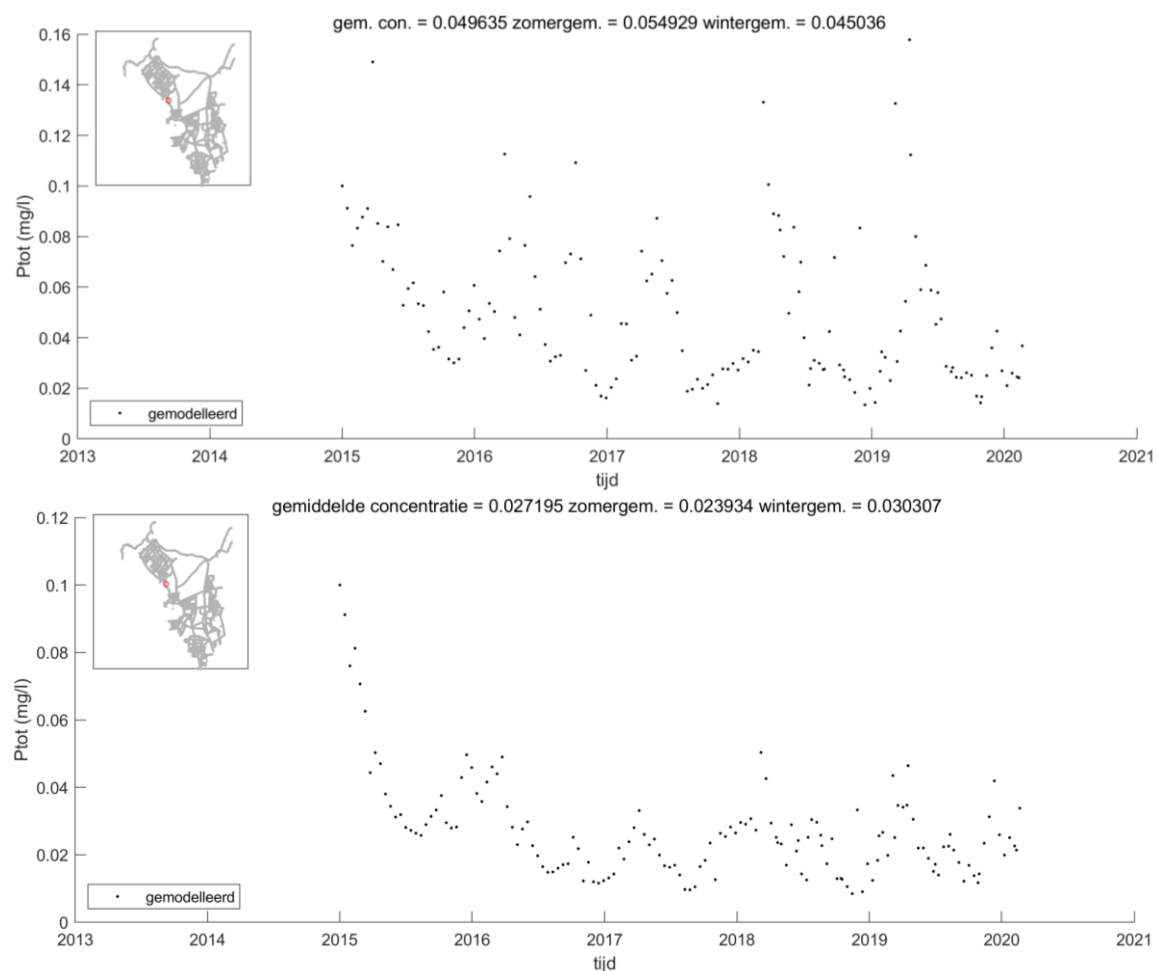 gem. con. = 0.049635 zomergem. = 0.054929 wintergem. = 0.045036
0.16
0.14
0.12
0.1
0.08
0.06
0.04
0.02
0
Ptot (mg/l)
gemodelleerd
2013 2014 2015 2016 2017 2018 2019 2020 2021
tijd
gemiddelde concentratie = 0.027195 zomergem. = 0.023934 wintergem. = 0.030307
0.12
0.1
0.08
0.06
0.04
0.02
0
Ptot (mg/l)
gemodelleerd
2013 2014 2015 2016 2017 2018 2019 2020 2021
tijd